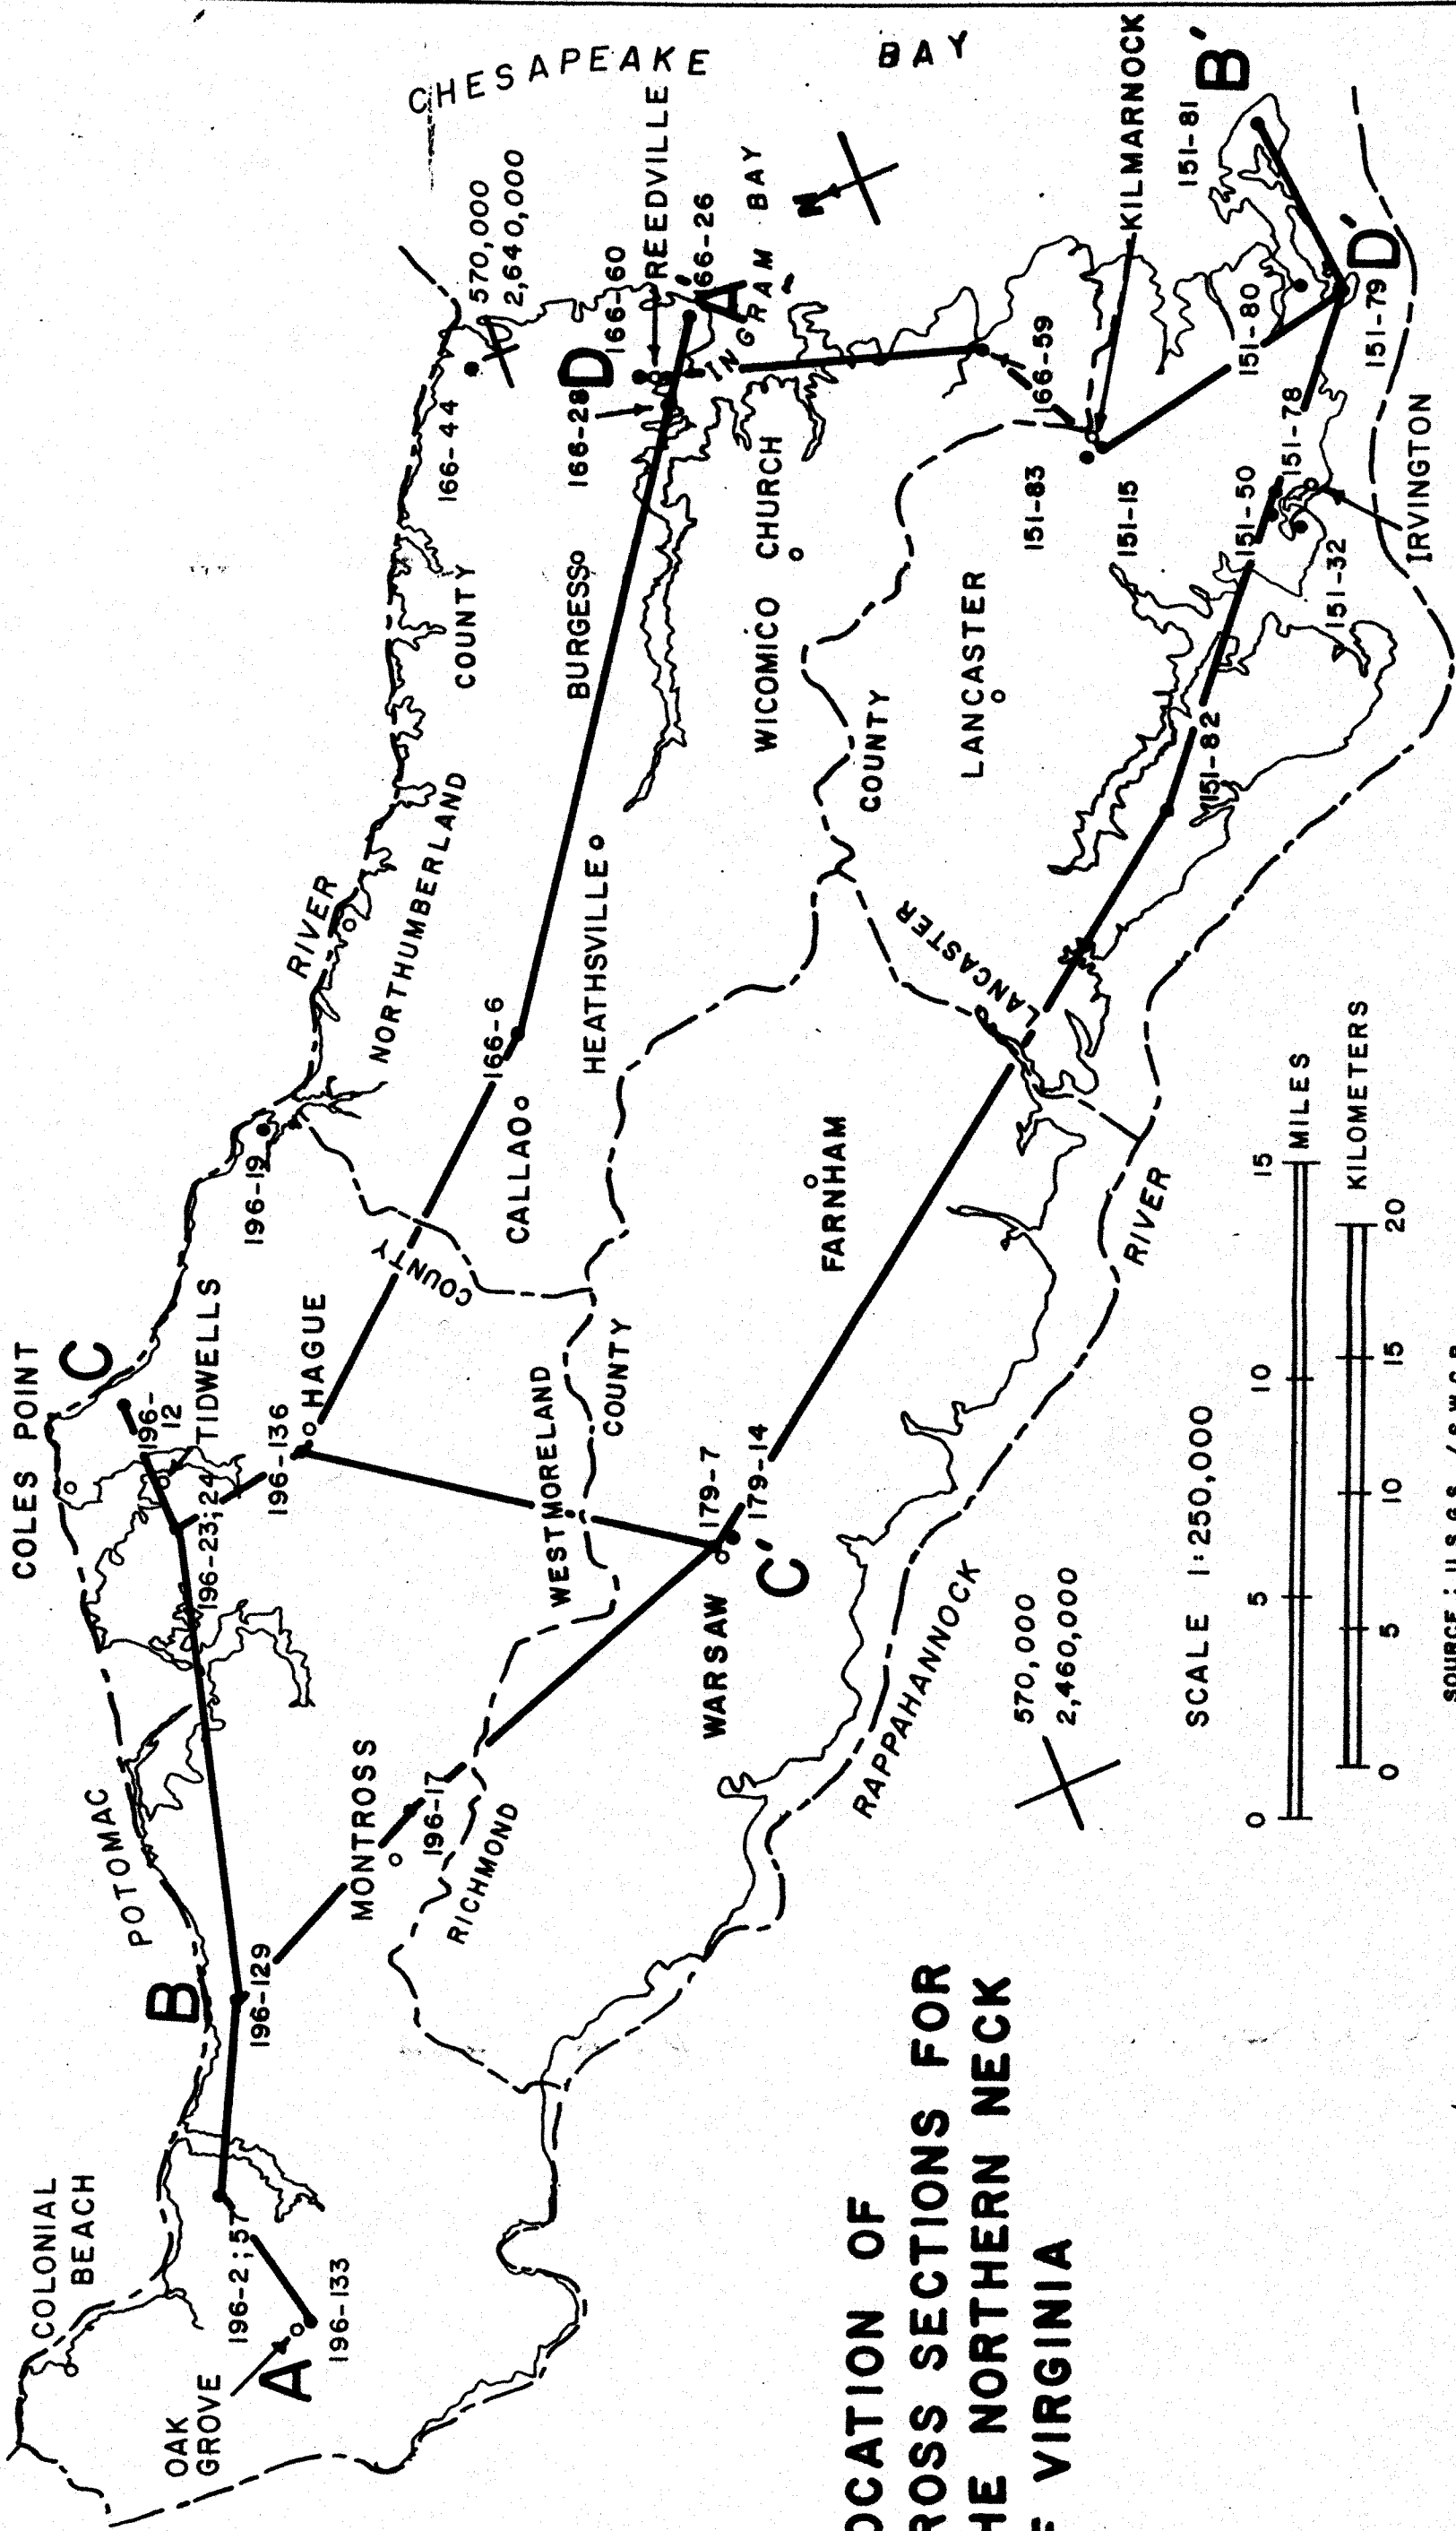 COLONIAL
BEACH
OAK
GROVE
A
196-2;57
196-133
B
196-129
POTOMAC
MONTROSS
196-17
RICHMOND
COLES POINT
C
196-
12
TIDWELLS
196-23;24
196-136
HAGUE
WESTMORELAND
COUNTY
COUNTY
WARSAW
179-7
179-14
C'
RAPPAHANNOCK
RIVER
196-19
RIVER
NORTHUMBERLAND
COUNTY
166-6
CALLAO
HEATHSVILLE
FARNHAM
BURGESS
WICOMICO CHURCH
LANCASTER
COUNTY
LANCASTER
166-44
570,000
2,640,000
CHESAPEAKE
BAY
D
166-60
REEDVILLE
166-28
166-26
A'
INGRAM BAY
N
166-59
KILMARNOCK
151-83
151-15
151-81
B'
151-80
D'
151-79
151-78
151-50
151-32
IRVINGTON
151-82
570,000
2,460,000
SCALE 1:250,000
0 5 10 15
MILES
KILOMETERS
0 5 10 15 20
OCATION OF
ROSS SECTIONS FOR
HE NORTHERN NECK
F VIRGINIA